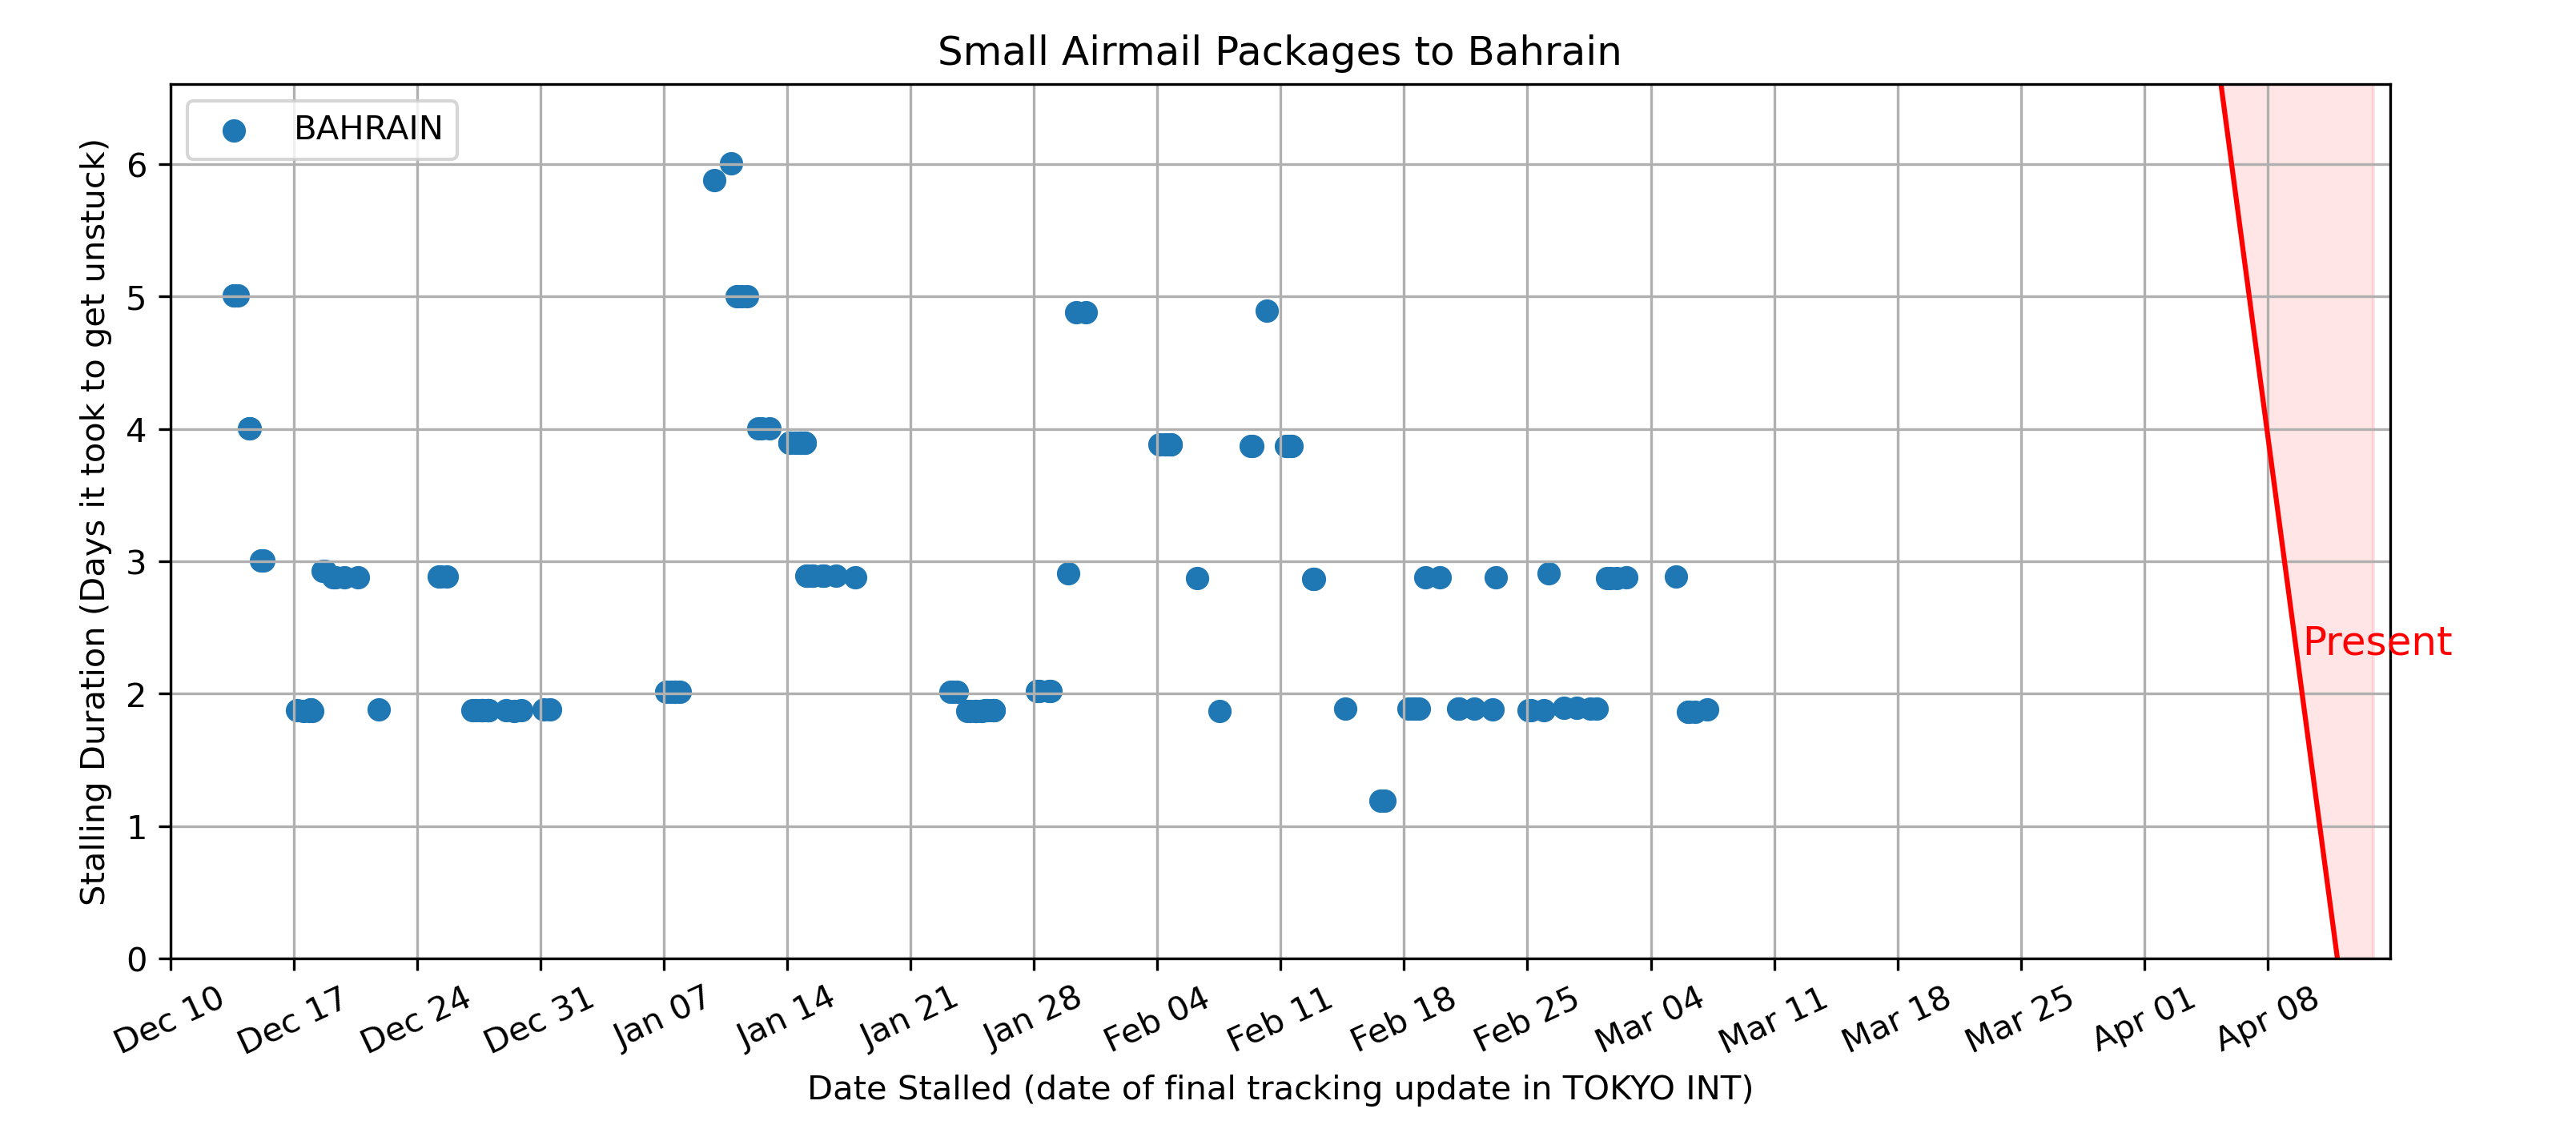 Small Airmail Packages to Bahrain
BAHRAIN
Stalling Duration (Days it took to get unstuck)
6
5
4
3
2
1
0
Present
Dec 10
Dec 17
Dec 24
Dec 31
Jan 07
Jan 14
Jan 21
Jan 28
Feb 04
Feb 11
Feb 18
Feb 25
Mar 04
Mar 11
Mar 18
Mar 25
Apr 01
Apr 08
Date Stalled (date of final tracking update in TOKYO INT)